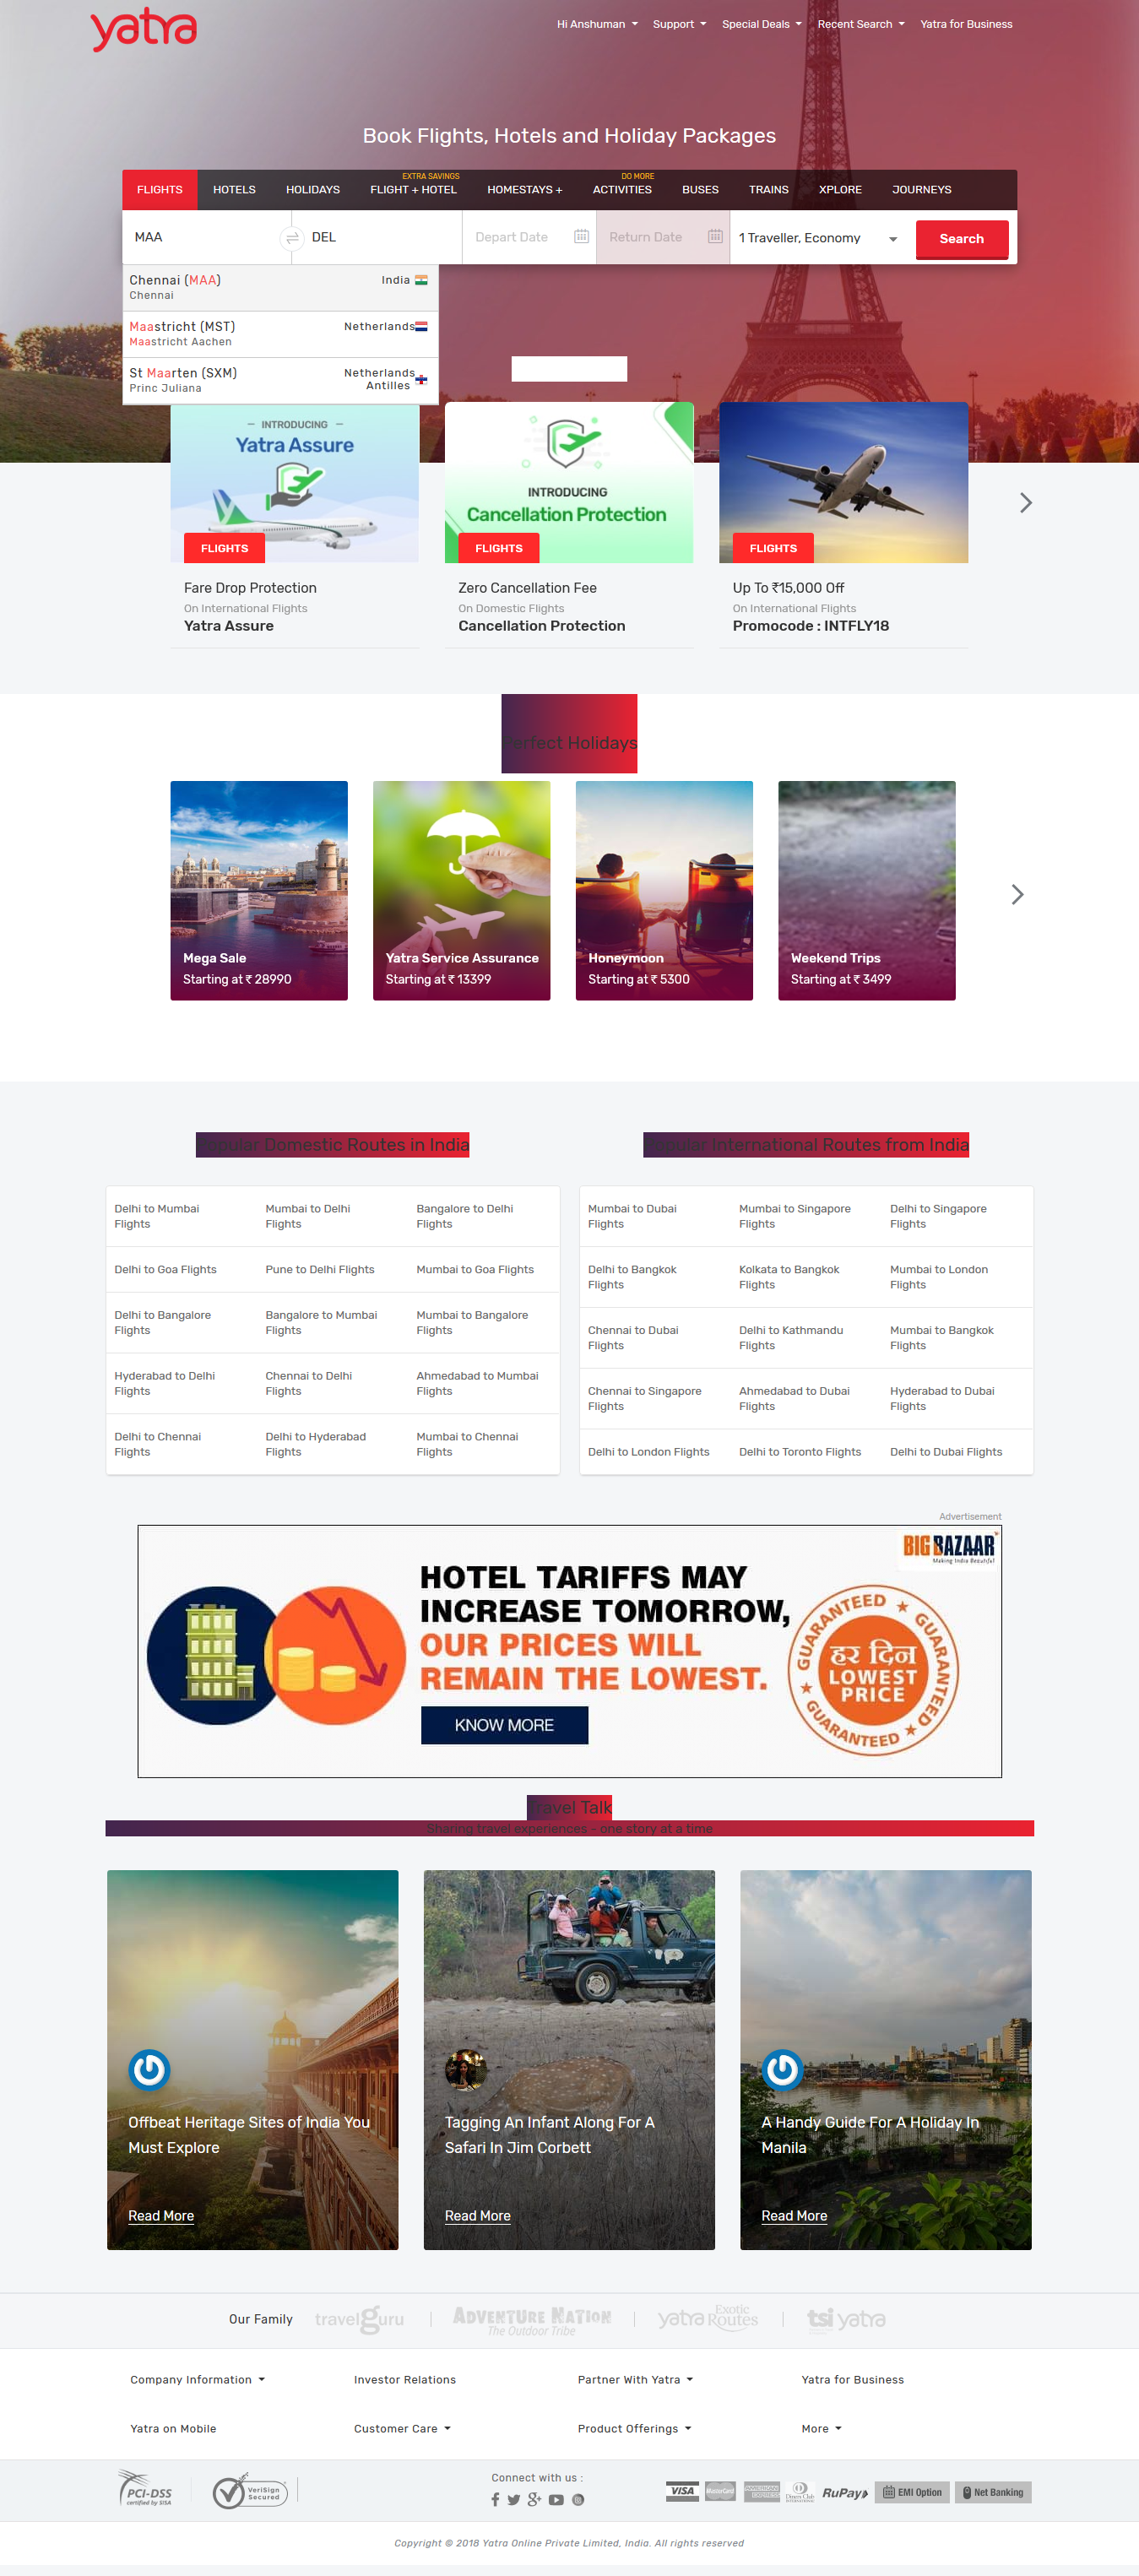 yatra
Hi Anshuman
Support
Special Deals
Recent Search
Yatra for Business
Book Flights, Hotels and Holiday Packages
EXTRA SAVINGS
DO MORE
FLIGHTS
HOTELS
HOLIDAYS
FLIGHT + HOTEL
HOMESTAYS +
ACTIVITIES
BUSES
TRAINS
XPLORE
JOURNEYS
MAA
DEL
Depart Date
Return Date
1 Traveller, Economy
Search
Chennai (MAA)
India
Chennai
Maastricht (MST)
Netherlands
Maastricht Aachen
St Maarten (SXM)
Netherlands
Antilles
Princ Juliana
INTRODUCING
Yatra Assure
FLIGHTS
Fare Drop Protection
On International Flights
Yatra Assure
INTRODUCING
Cancellation Protection
FLIGHTS
Zero Cancellation Fee
On Domestic Flights
Cancellation Protection
FLIGHTS
Up To ₹15,000 Off
On International Flights
Promocode : INTFLY18
Perfect Holidays
Mega Sale
Starting at ₹ 28990
Yatra Service Assurance
Starting at ₹ 13399
Honeymoon
Starting at ₹ 5300
Weekend Trips
Starting at ₹ 3499
Popular Domestic Routes in India
Delhi to Mumbai
Flights
Mumbai to Delhi
Flights
Bangalore to Delhi
Flights
Delhi to Goa Flights
Pune to Delhi Flights
Mumbai to Goa Flights
Delhi to Bangalore
Flights
Bangalore to Mumbai
Flights
Mumbai to Bangalore
Flights
Hyderabad to Delhi
Flights
Chennai to Delhi
Flights
Ahmedabad to Mumbai
Flights
Delhi to Chennai
Flights
Delhi to Hyderabad
Flights
Mumbai to Chennai
Flights
Popular International Routes from India
Mumbai to Dubai
Flights
Mumbai to Singapore
Flights
Delhi to Singapore
Flights
Delhi to Bangkok
Flights
Kolkata to Bangkok
Flights
Mumbai to London
Flights
Chennai to Dubai
Flights
Delhi to Kathmandu
Flights
Mumbai to Bangkok
Flights
Chennai to Singapore
Flights
Ahmedabad to Dubai
Flights
Hyderabad to Dubai
Flights
Delhi to London Flights
Delhi to Toronto Flights
Delhi to Dubai Flights
Advertisement
BIG BAZAAR
Making India Beautiful
HOTEL TARIFFS MAY
INCREASE TOMORROW,
OUR PRICES WILL
REMAIN THE LOWEST.
KNOW MORE
GUARANTEED ★ GUARANTEED ★ GUARANTEED ★
हर दिन
LOWEST
PRICE
Travel Talk
Sharing travel experiences - one story at a time
Offbeat Heritage Sites of India You
Must Explore
Read More
Tagging An Infant Along For A
Safari In Jim Corbett
Read More
A Handy Guide For A Holiday In
Manila
Read More
Our Family
travelguru
ADVENTURE NATION
The Outdoor Tribe
yatra Exotic Routes
tsi yatra
Company Information
Investor Relations
Partner With Yatra
Yatra for Business
Yatra on Mobile
Customer Care
Product Offerings
More
PCI-DSS
certified by SISA
VeriSign
Secured
Connect with us :
VISA
MasterCard
AMERICAN EXPRESS
Diners Club
INTERNATIONAL
RuPay
EMI Option
Net Banking
Copyright © 2018 Yatra Online Private Limited, India. All rights reserved